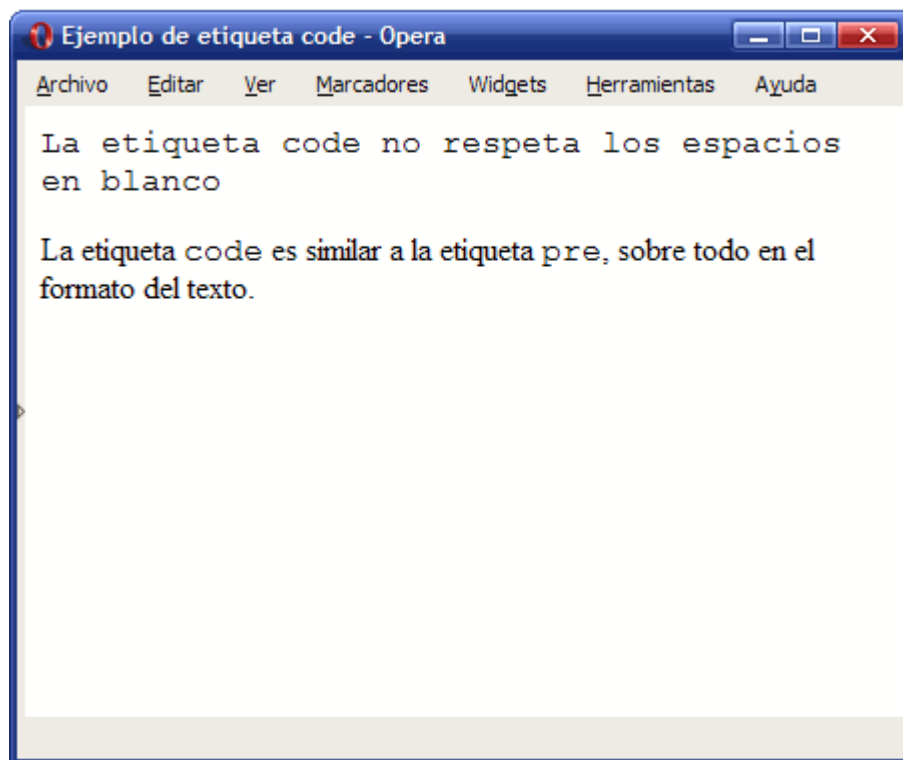 Ejemplo de etiqueta code - Opera
Archivo Editar Ver Marcadores Widgets Herramientas Ayuda
La etiqueta code no respeta los espacios
en blanco
La etiqueta code es similar a la etiqueta pre, sobre todo en el
formato del texto.